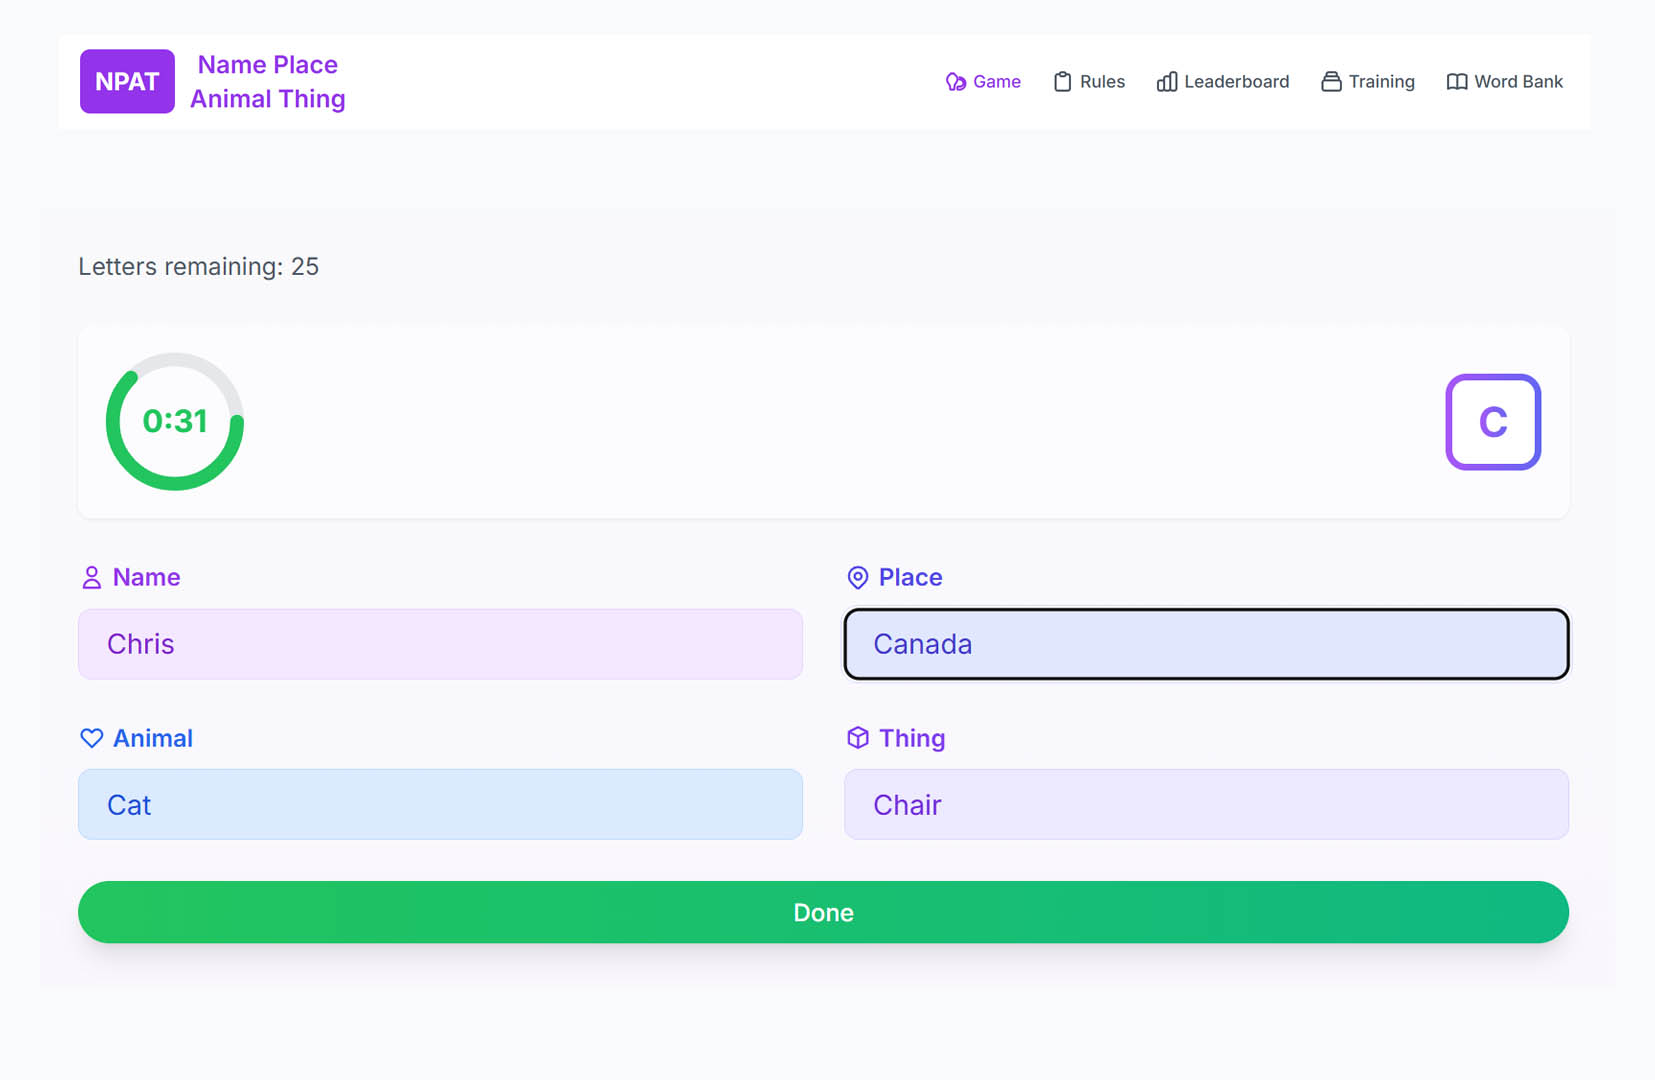 NPAT
Name Place
Animal Thing
Game
Rules
Leaderboard
Training
Word Bank
Letters remaining: 25
0:31
C
Name
Place
Chris
Canada
Animal
Thing
Cat
Chair
Done